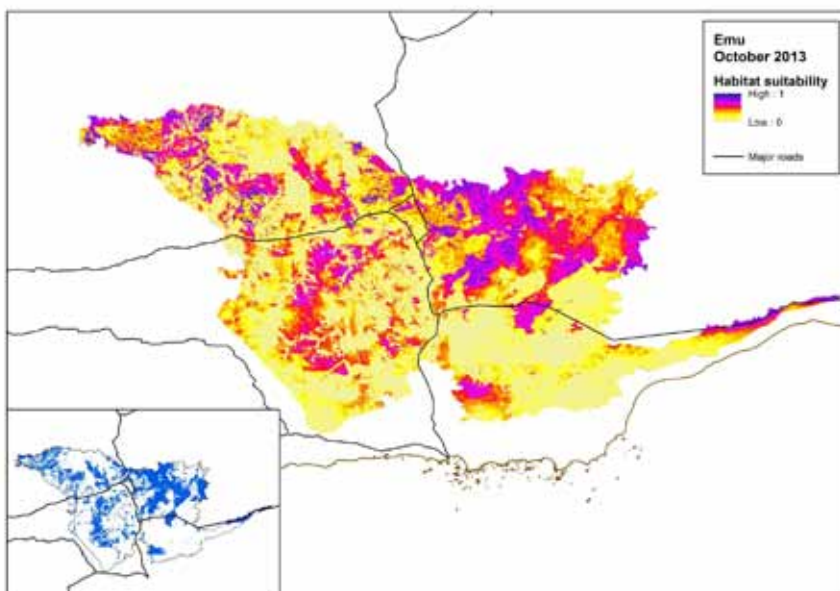 Emu
October 2013
Habitat suitability
High : 1
Low : 0
Major roads